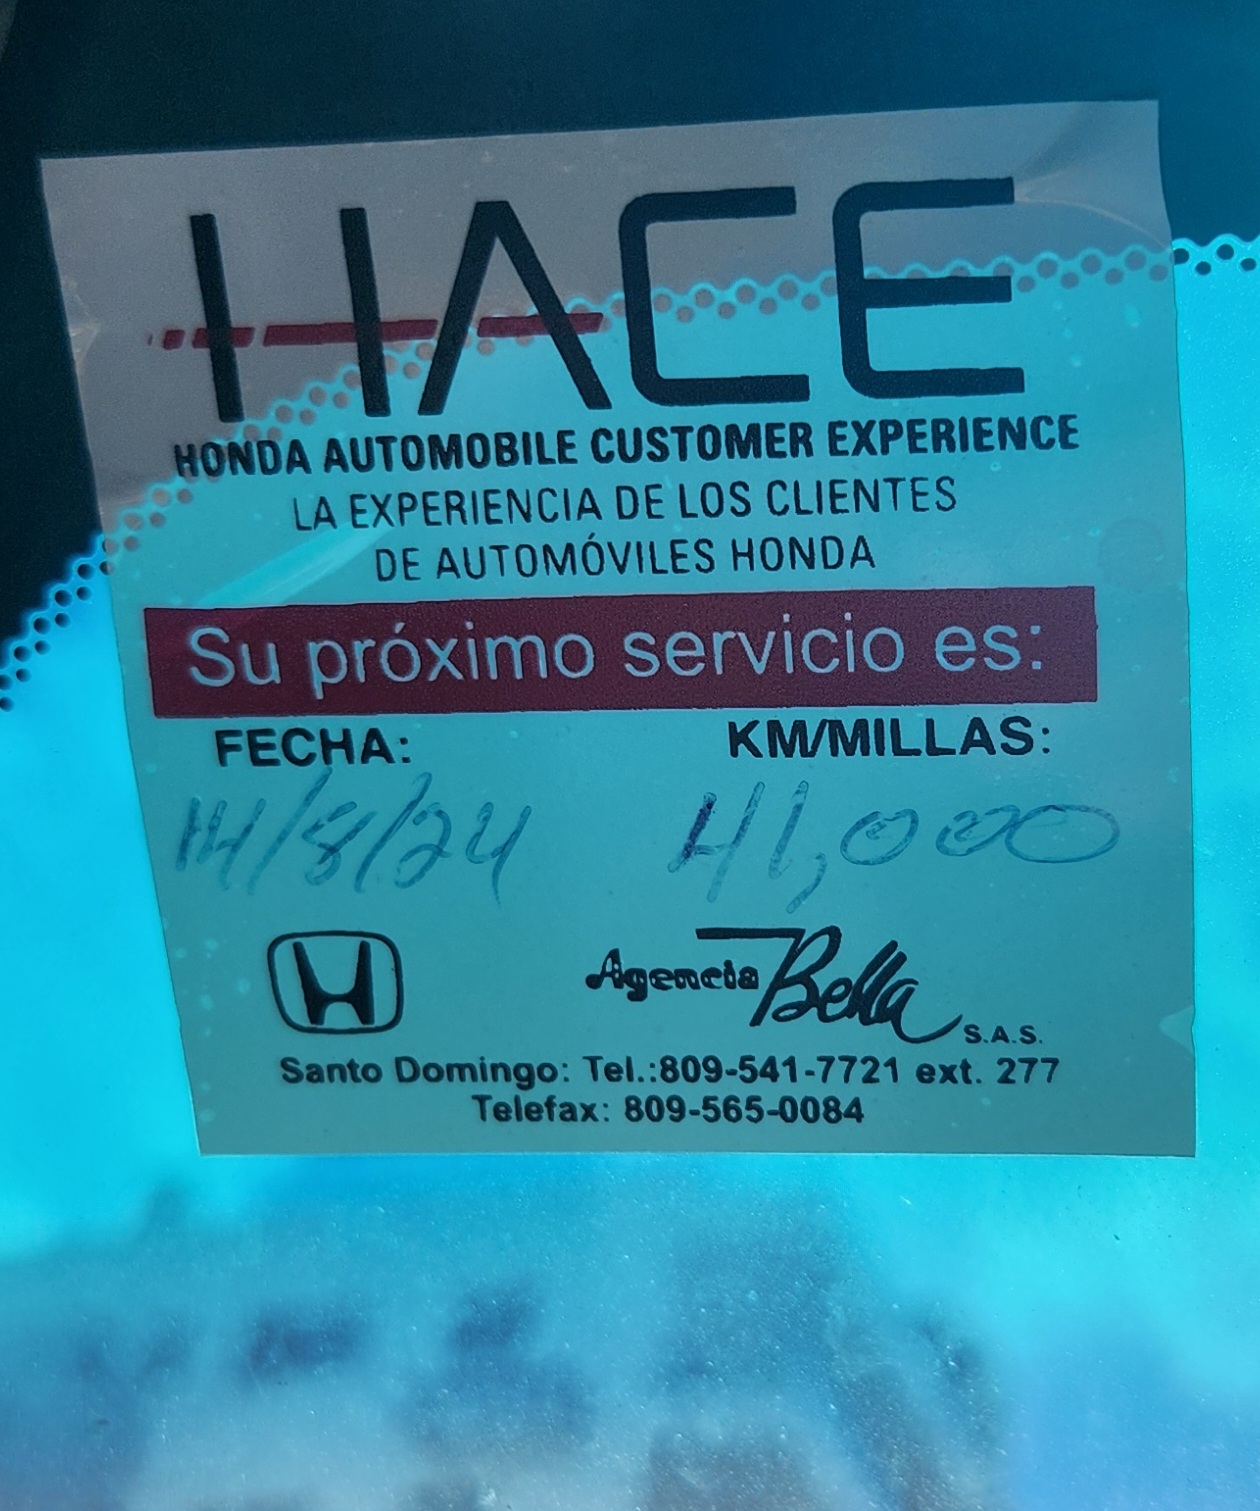 HACE
HONDA AUTOMOBILE CUSTOMER EXPERIENCE
LA EXPERIENCIA DE LOS CLIENTES
DE AUTOMÓVILES HONDA
Su próximo servicio es:
FECHA: KM/MILLAS:
14/8/24 41,000
Agencia Bella S.A.S.
Santo Domingo: Tel.:809-541-7721 ext. 277
Telefax: 809-565-0084